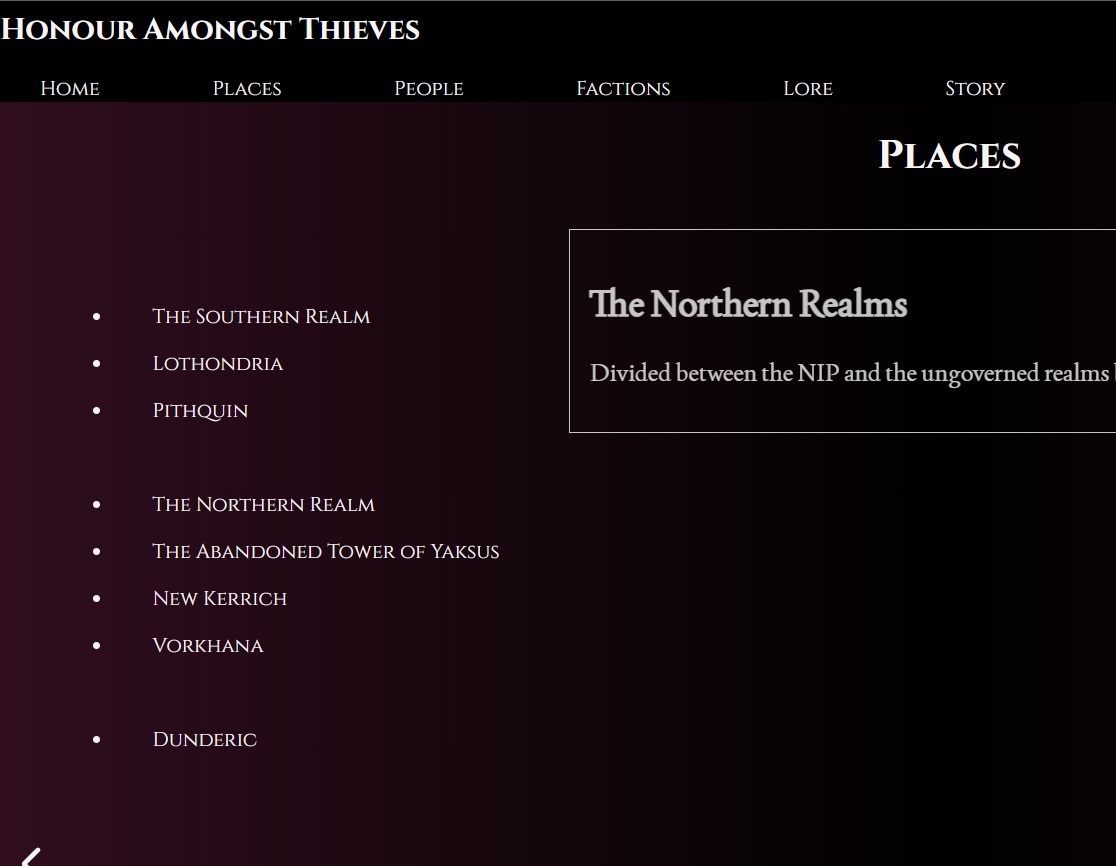 Honour Amongst Thieves
Home Places People Factions Lore Story
Places
The Southern Realm
Lothondria
Pithquin
The Northern Realm
The Abandoned Tower of Yaksus
New Kerrich
Vorkhana
Dunderic
The Northern Realms
Divided between the NIP and the ungoverned realms